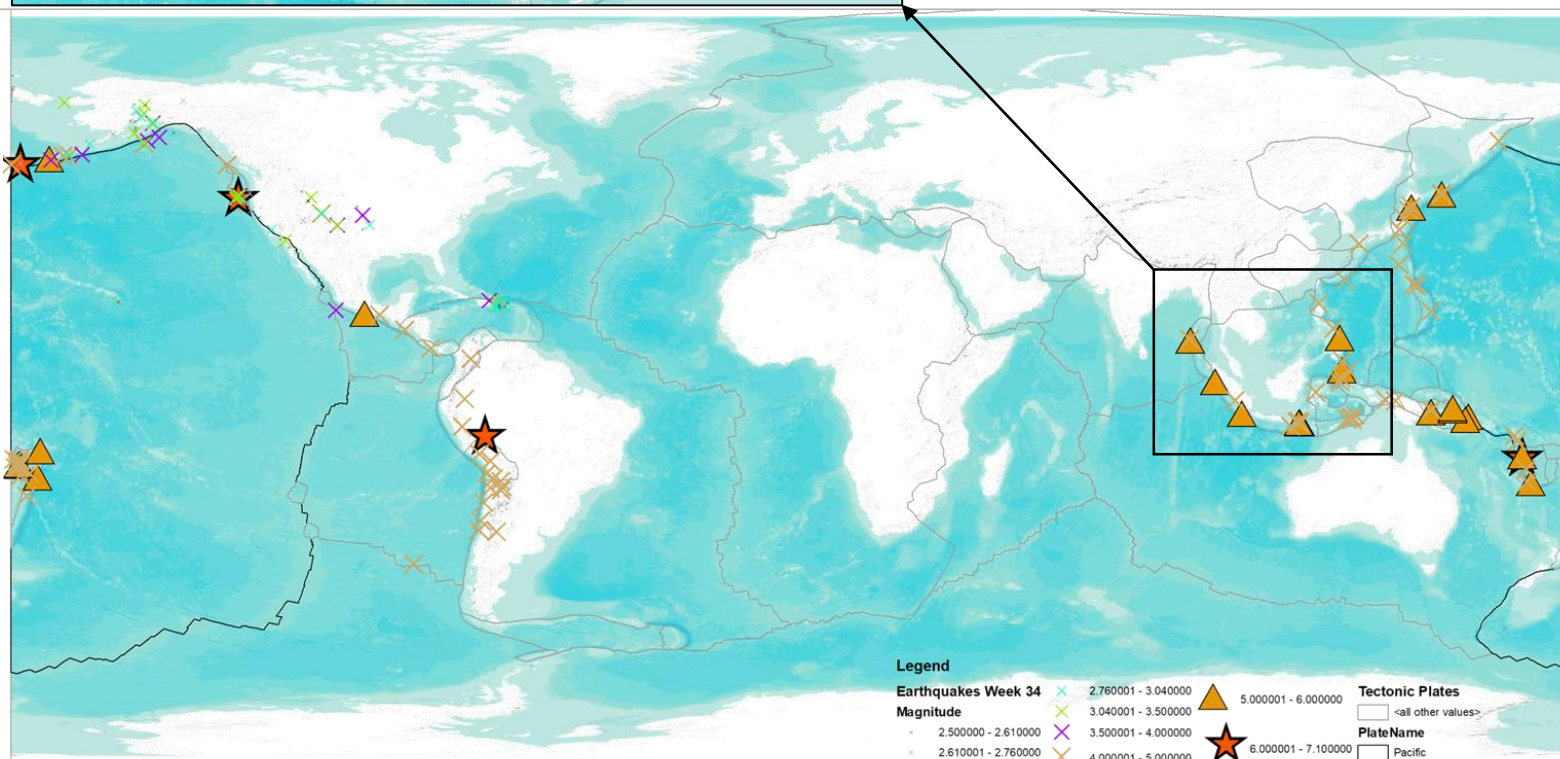 Legend
Earthquakes Week 34
Magnitude
2.500000 - 2.610000
2.610001 - 2.760000
2.760001 - 3.040000
3.040001 - 3.500000
3.500001 - 4.000000
4.000001 - 5.000000
5.000001 - 6.000000
6.000001 - 7.100000
Tectonic Plates
<all other values>
PlateName
Pacific